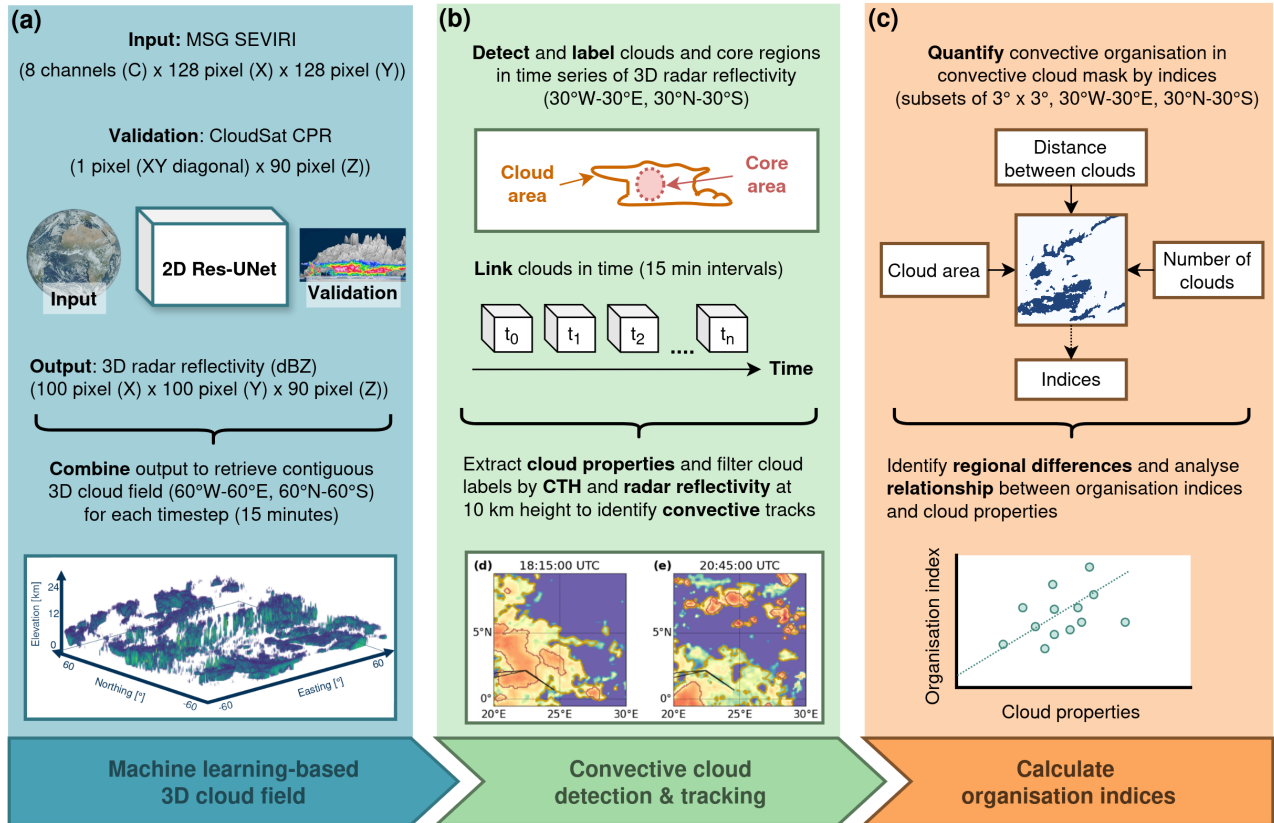 (a)
Input: MSG SEVIRI
(8 channels (C) x 128 pixel (X) x 128 pixel (Y))
Validation: CloudSat CPR
(1 pixel (XY diagonal) x 90 pixel (Z))
Input
2D Res-UNet
Validation
Output: 3D radar reflectivity (dBZ)
(100 pixel (X) x 100 pixel (Y) x 90 pixel (Z))
Combine output to retrieve contiguous
3D cloud field (60°W-60°E, 60°N-60°S)
for each timestep (15 minutes)
Elevation [km]
24
12
0
60
Northing [°]
-60
-60
Easting [°]
60
Machine learning-based
3D cloud field
(b)
Detect and label clouds and core regions
in time series of 3D radar reflectivity
(30°W-30°E, 30°N-30°S)
Cloud
area
Core
area
Link clouds in time (15 min intervals)
t0
t1
t2
....
tn
Time
Extract cloud properties and filter cloud
labels by CTH and radar reflectivity at
10 km height to identify convective tracks
(d) 18:15:00 UTC
5°N
0°
20°E
25°E
30°E
(e) 20:45:00 UTC
5°N
0°
20°E
25°E
30°E
Convective cloud
detection & tracking
(c)
Quantify convective organisation in
convective cloud mask by indices
(subsets of 3° x 3°, 30°W-30°E, 30°N-30°S)
Distance
between clouds
Cloud area
Number of
clouds
Indices
Identify regional differences and analyse
relationship between organisation indices
and cloud properties
Organisation index
Cloud properties
Calculate
organisation indices